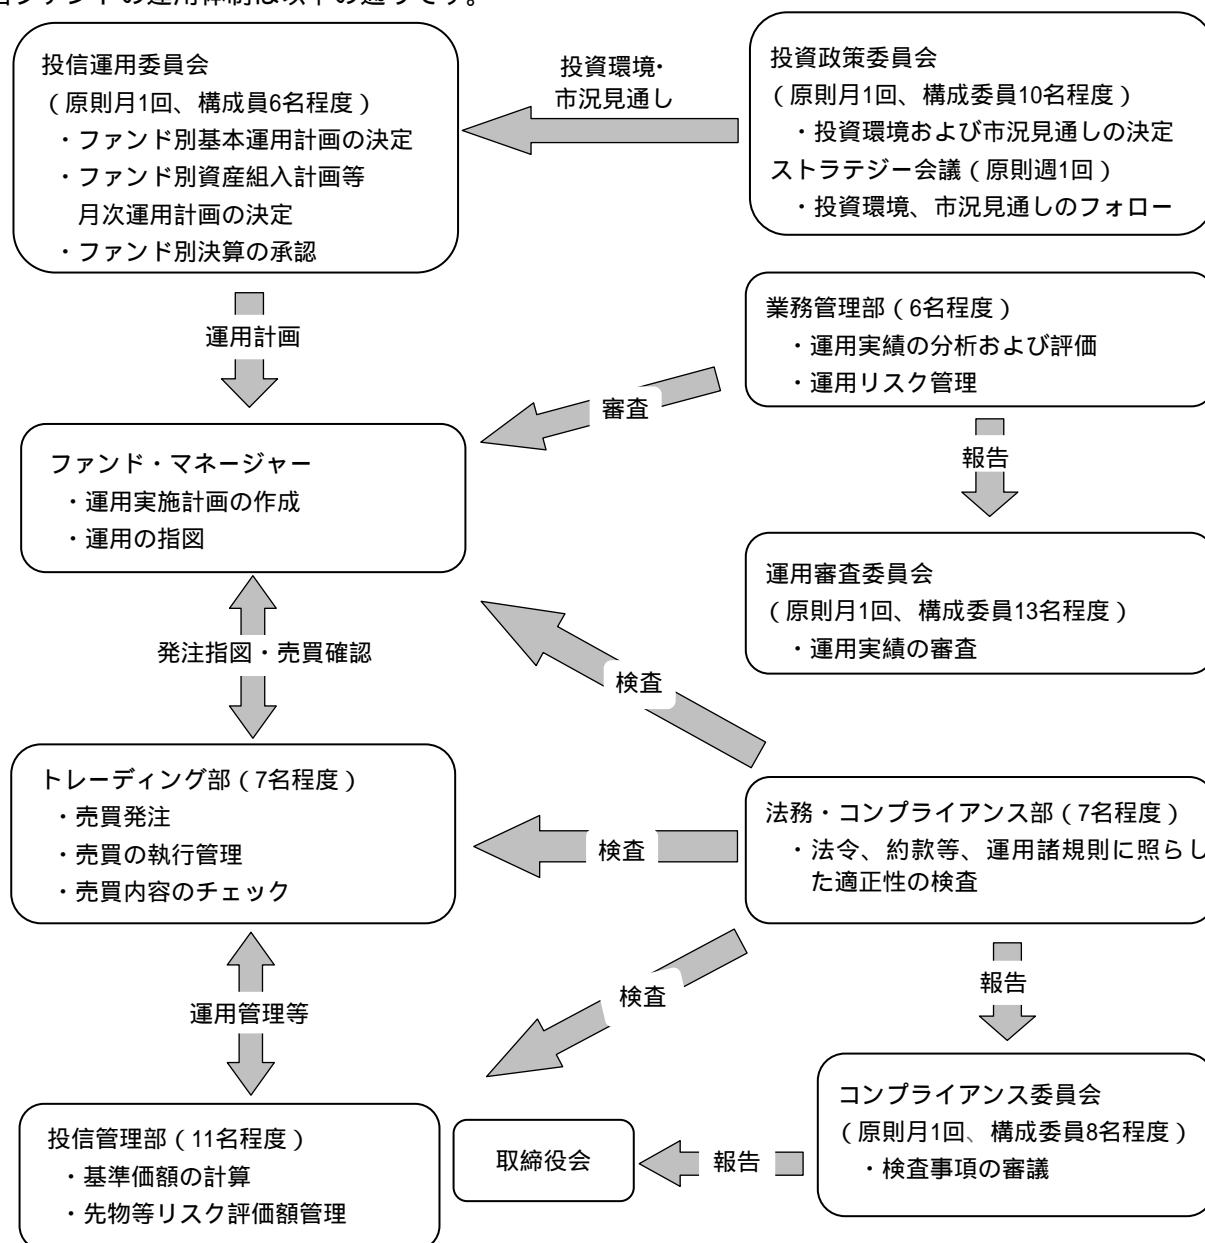 当ファンドの運用体制は以下の通りです。
投信運用委員会
（原則月1回、構成員6名程度）
・ファンド別基本運用計画の決定
・ファンド別資産組入計画等
月次運用計画の決定
・ファンド別決算の承認
投資環境・
市況見通し
投資政策委員会
（原則月1回、構成委員10名程度）
・投資環境および市況見通しの決定
ストラテジー会議（原則週1回）
・投資環境、市況見通しのフォロー
運用計画
業務管理部（6名程度）
・運用実績の分析および評価
・運用リスク管理
審査
報告
ファンド・マネージャー
・運用実施計画の作成
・運用の指図
運用審査委員会
（原則月1回、構成委員13名程度）
・運用実績の審査
発注指図・売買確認
検査
トレーディング部（7名程度）
・売買発注
・売買の執行管理
・売買内容のチェック
検査
法務・コンプライアンス部（7名程度）
・法令、約款等、運用諸規則に照らし
た適正性の検査
運用管理等
検査
報告
投信管理部（11名程度）
・基準価額の計算
・先物等リスク評価額管理
取締役会
報告
コンプライアンス委員会
（原則月1回、構成委員8名程度）
・検査事項の審議